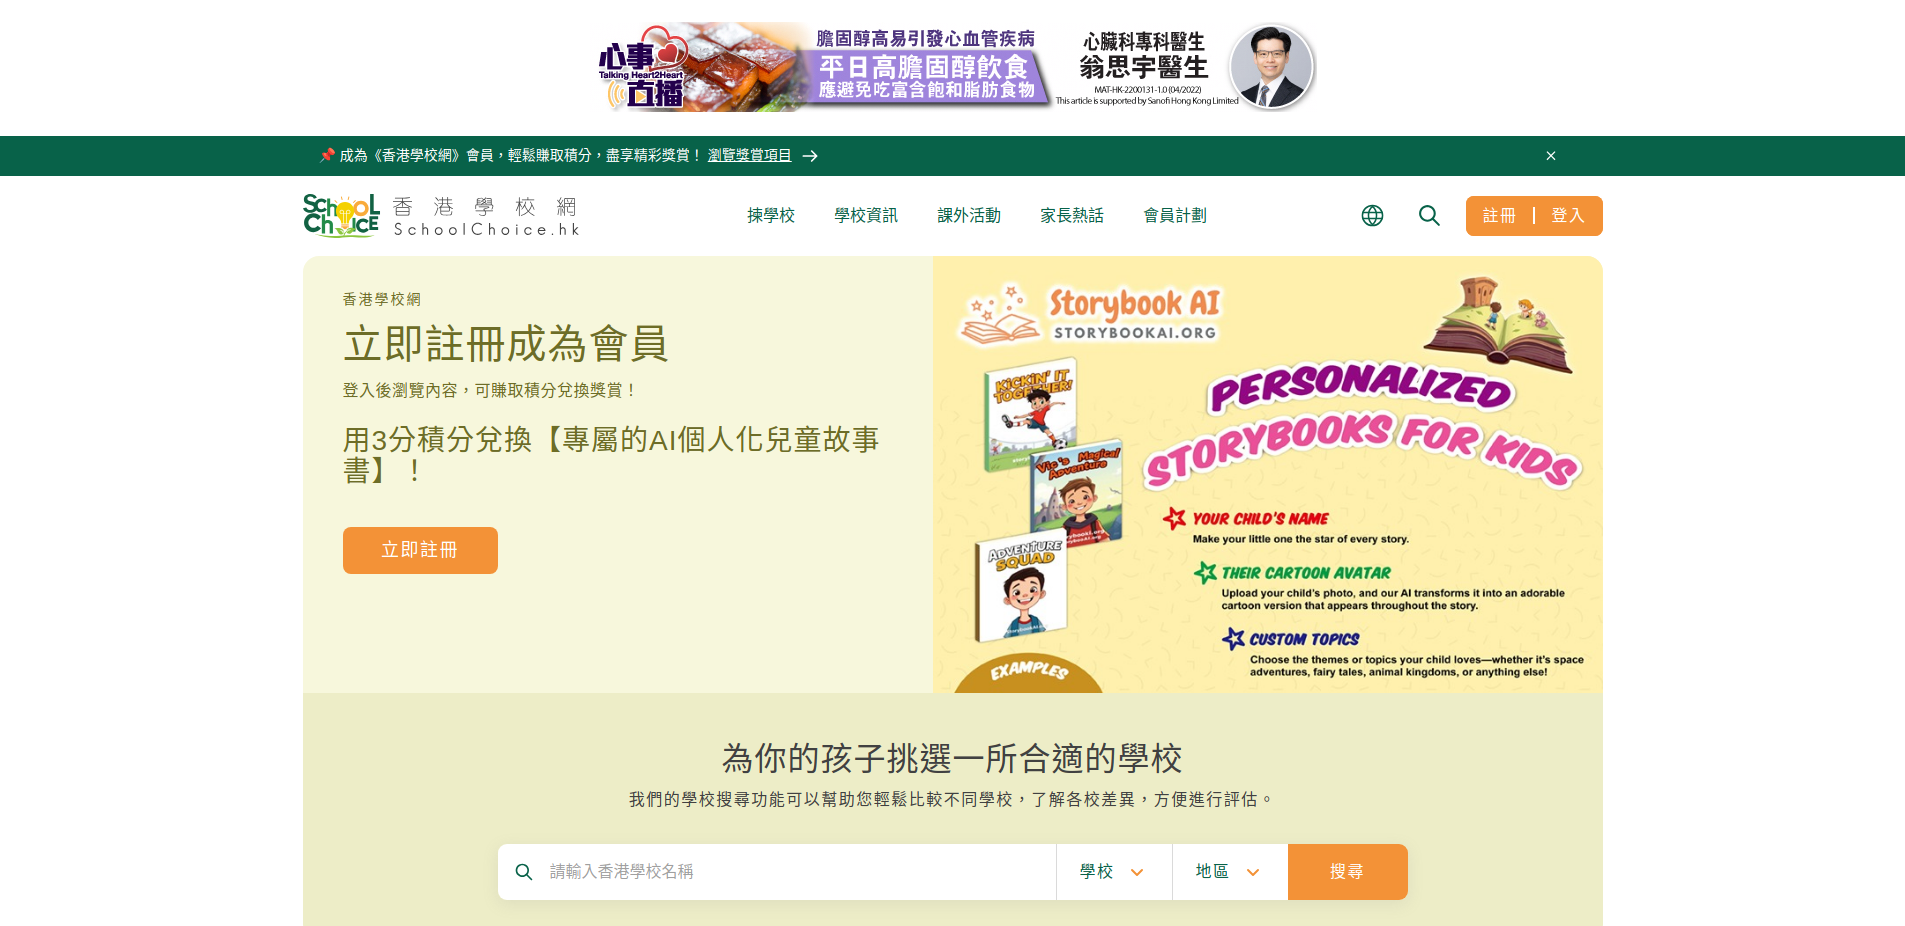 心事
Talking Heart2Heart
直播
膽固醇高易引發心血管疾病
平日高膽固醇飲食
應避免吃富含飽和脂肪食物
心臟科專科醫生
翁思宇醫生
MAT-HK-2200131-1.0 (04/2022)
This article is supported by Sanofi Hong Kong Limited
📌 成為《香港學校網》會員，輕鬆賺取積分，盡享精彩獎賞！ 瀏覽獎賞項目 → ×
SCHOOL CHOiCE
香港學校網
SchoolChoice.hk
揀學校 學校資訊 課外活動 家長熱話 會員計劃
註冊 | 登入
香港學校網
立即註冊成為會員
登入後瀏覽內容，可賺取積分兌換獎賞！
用3分積分兌換【專屬的AI個人化兒童故事
書】！
立即註冊
Storybook AI
STORYBOOKAI.ORG
KiCKiN' IT
TOGETHER!
Vic's Magical
Adventure
ADVENTURE
SQUAD
EXAMPLES
PERSONALIZED
STORYBOOKS FOR KIDS
YOUR CHILD'S NAME
Make your little one the star of every story.
THEIR CARTOON AVATAR
Upload your child's photo, and our AI transforms it into an adorable
cartoon version that appears throughout the story.
CUSTOM TOPICS
Choose the themes or topics your child loves—whether it's space
adventures, fairy tales, animal kingdoms, or anything else!
為你的孩子挑選一所合適的學校
我們的學校搜尋功能可以幫助您輕鬆比較不同學校，了解各校差異，方便進行評估。
請輸入香港學校名稱 學校 地區 搜尋